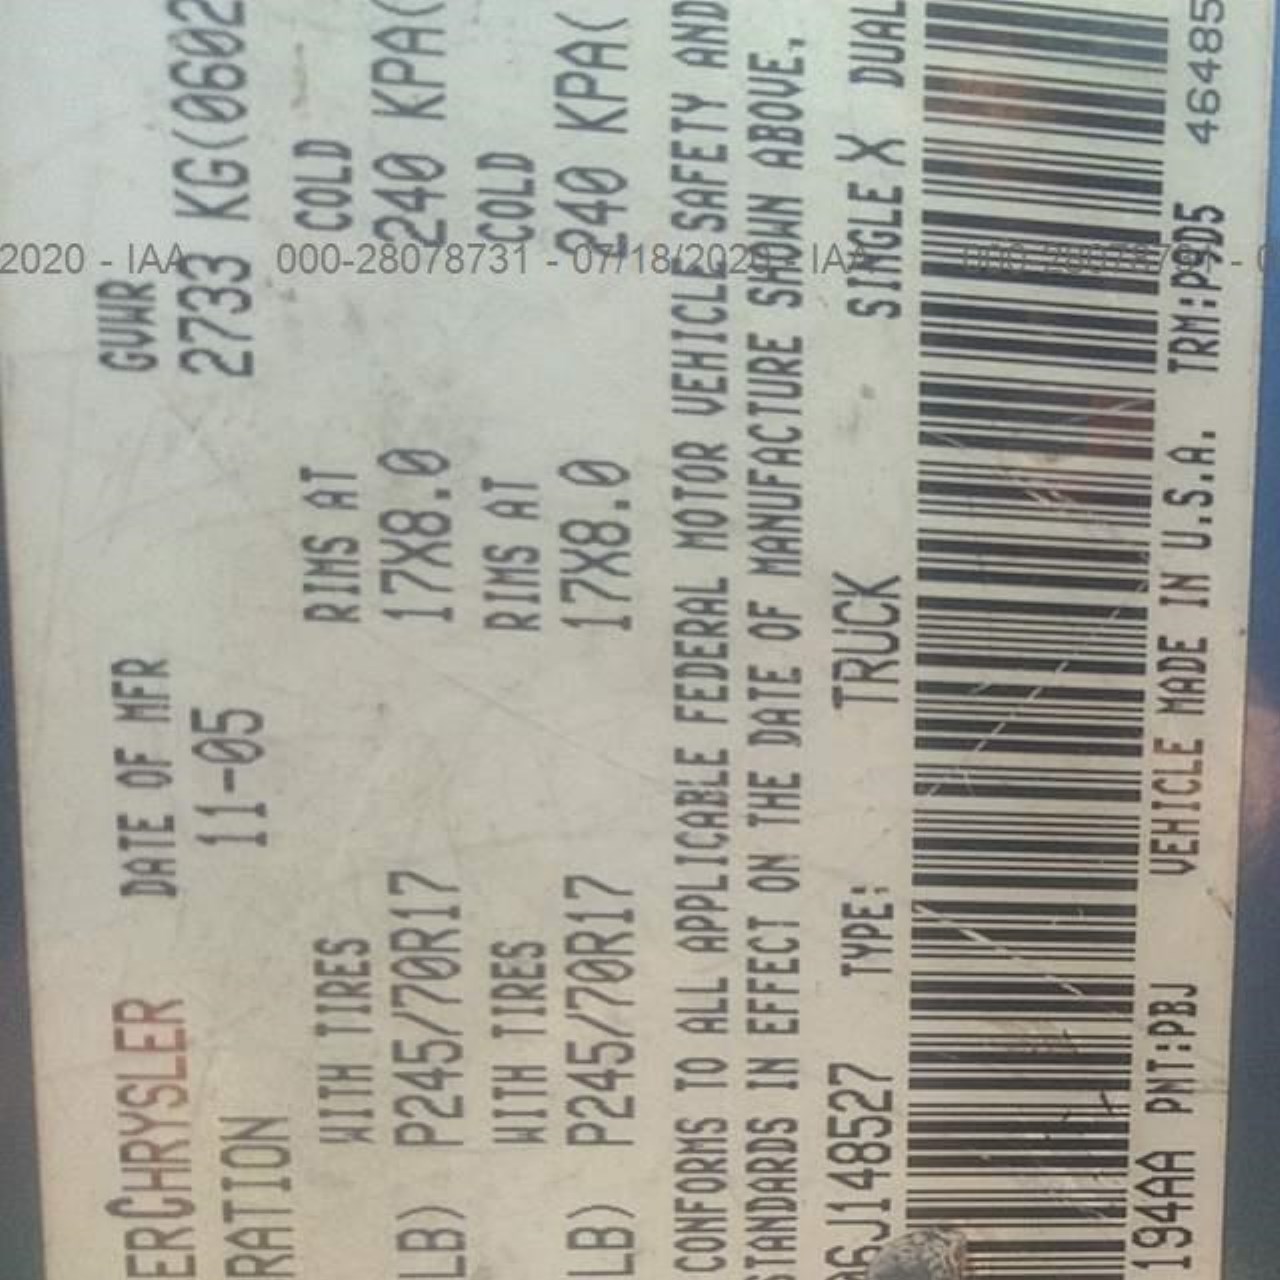 ERCHRYSLER DATE OF MFR GVWR
RATION 11-05 2733 KG(0602
WITH TIRES RIMS AT COLD
LB) P245/70R17 17X8.0 240 KPA(
WITH TIRES RIMS AT COLD
LB) P245/70R17 17X8.0 240 KPA(
CONFORMS TO ALL APPLICABLE FEDERAL MOTOR VEHICLE SAFETY AND
STANDARDS IN EFFECT ON THE DATE OF MANUFACTURE SHOWN ABOVE.
6J148527 TYPE: TRUCK SINGLE X DUAL
194AA PNT:PBJ VEHICLE MADE IN U.S.A. TRM:P9D5 46485
2020 - IAA 000-28078731 - 07/18/2020 - IAA 000-28078731 -